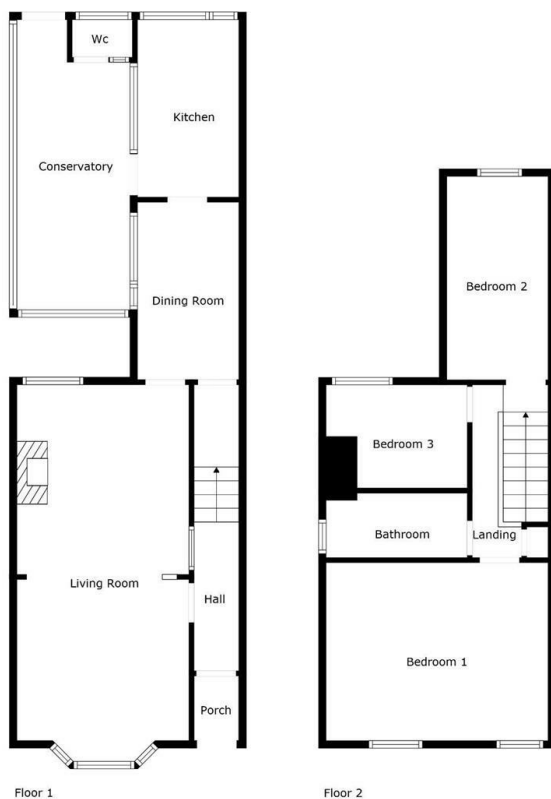 Wc
Kitchen
Conservatory
Dining Room
Living Room
Hall
Porch
Floor 1
Bedroom 2
Bedroom 3
Bathroom
Landing
Bedroom 1
Floor 2